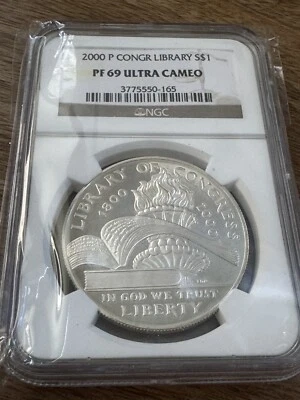 2000 P CONGR LIBRARY S$1
PF 69 ULTRA CAMEO
3775550-165
NGC
LIBRARY OF CONGRESS
1800 2000
IN GOD WE TRUST
LIBERTY